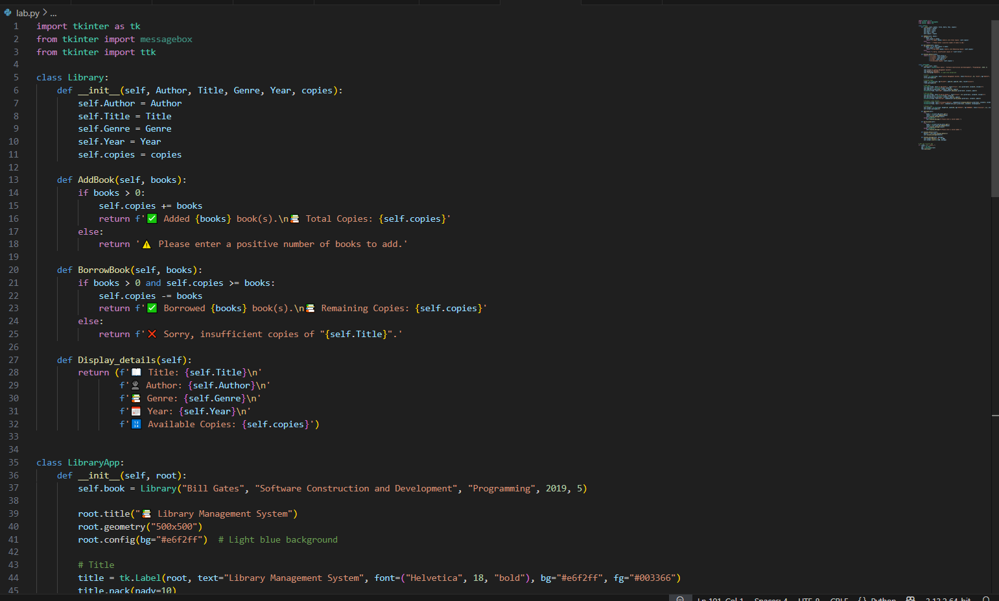 lab.py > ...
1 import tkinter as tk
2 from tkinter import messagebox
3 from tkinter import ttk
4
5 class Library:
6     def __init__(self, Author, Title, Genre, Year, copies):
7         self.Author = Author
8         self.Title = Title
9         self.Genre = Genre
10         self.Year = Year
11         self.copies = copies
12
13     def AddBook(self, books):
14         if books > 0:
15             self.copies += books
16             return f'✅ Added {books} book(s).\n📚 Total Copies: {self.copies}'
17         else:
18             return '⚠️ Please enter a positive number of books to add.'
19
20     def BorrowBook(self, books):
21         if books > 0 and self.copies >= books:
22             self.copies -= books
23             return f'✅ Borrowed {books} book(s).\n📚 Remaining Copies: {self.copies}'
24         else:
25             return f'❌ Sorry, insufficient copies of "{self.Title}".'
26
27     def Display_details(self):
28         return (f'📖 Title: {self.Title}\n'
29                 f'👤 Author: {self.Author}\n'
30                 f'📚 Genre: {self.Genre}\n'
31                 f'📅 Year: {self.Year}\n'
32                 f'🔢 Available Copies: {self.copies}')
33
34
35 class LibraryApp:
36     def __init__(self, root):
37         self.book = Library("Bill Gates", "Software Construction and Development", "Programming", 2019, 5)
38
39         root.title("📚 Library Management System")
40         root.geometry("500x500")
41         root.config(bg="#e6f2ff")  # Light blue background
42
43         # Title
44         title = tk.Label(root, text="Library Management System", font=("Helvetica", 18, "bold"), bg="#e6f2ff", fg="#003366")
45         title.pack(pady=10)
Ln 101, Col 1 Spaces: 4 UTF-8 CRLF {} Python 3.13.2 64-bit